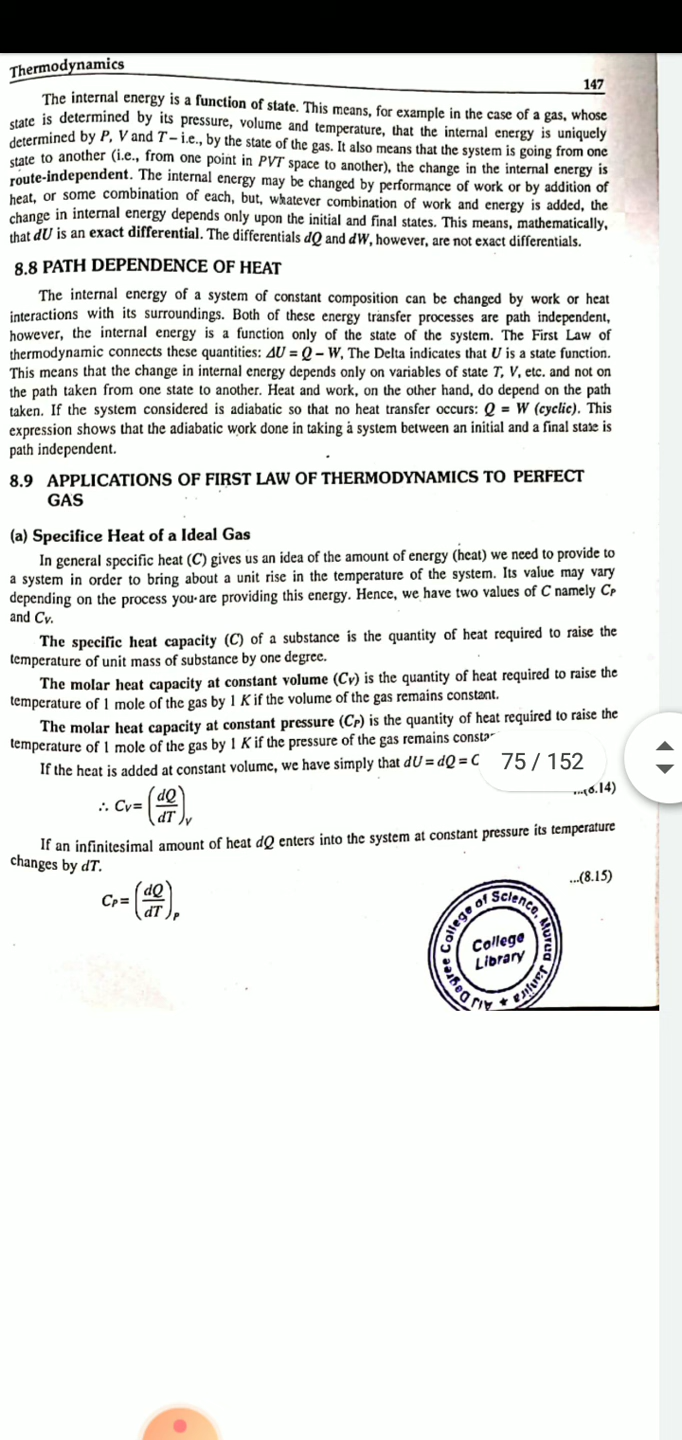 Thermodynamics
147
The internal energy is a function of state. This means, for example in the case of a gas, whose
state is determined by its pressure, volume and temperature, that the internal energy is uniquely
determined by P, V and T – i.e., by the state of the gas. It also means that the system is going from one
state to another (i.e., from one point in PVT space to another), the change in the internal energy is
route-independent. The internal energy may be changed by performance of work or by addition of
heat, or some combination of each, but, whatever combination of work and energy is added, the
change in internal energy depends only upon the initial and final states. This means, mathematically,
that dU is an exact differential. The differentials dQ and dW, however, are not exact differentials.
8.8 PATH DEPENDENCE OF HEAT
The internal energy of a system of constant composition can be changed by work or heat
interactions with its surroundings. Both of these energy transfer processes are path independent,
however, the internal energy is a function only of the state of the system. The First Law of
thermodynamic connects these quantities: ΔU = Q – W, The Delta indicates that U is a state function.
This means that the change in internal energy depends only on variables of state T, V, etc. and not on
the path taken from one state to another. Heat and work, on the other hand, do depend on the path
taken. If the system considered is adiabatic so that no heat transfer occurs: Q = W (cyclic). This
expression shows that the adiabatic work done in taking a system between an initial and a final state is
path independent.
8.9 APPLICATIONS OF FIRST LAW OF THERMODYNAMICS TO PERFECT
GAS
(a) Specifice Heat of a Ideal Gas
In general specific heat (C) gives us an idea of the amount of energy (heat) we need to provide to
a system in order to bring about a unit rise in the temperature of the system. Its value may vary
depending on the process you are providing this energy. Hence, we have two values of C namely CP
and CV.
The specific heat capacity (C) of a substance is the quantity of heat required to raise the
temperature of unit mass of substance by one degree.
The molar heat capacity at constant volume (CV) is the quantity of heat required to raise the
temperature of 1 mole of the gas by 1 K if the volume of the gas remains constant.
The molar heat capacity at constant pressure (CP) is the quantity of heat required to raise the
temperature of 1 mole of the gas by 1 K if the pressure of the gas remains
If the heat is added at constant volume, we have simply that dU = dQ = C
75 / 152
∴ CV = (dQ/dT)V ...(8.14)
If an infinitesimal amount of heat dQ enters into the system at constant pressure its temperature
changes by dT.
CP = (dQ/dT)P ...(8.15)
Degree College of Science, Murud Janjira
College
Library